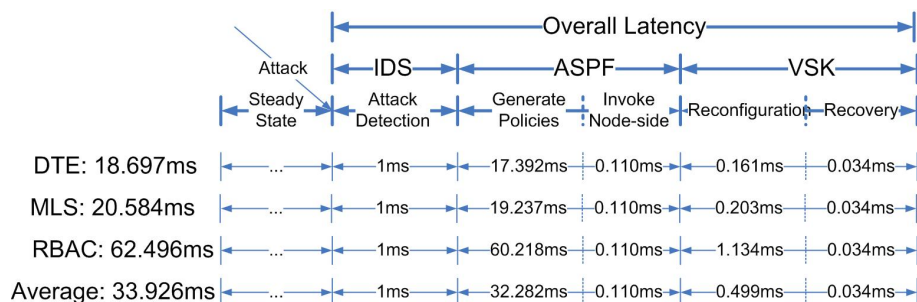 Overall Latency
Attack IDS ASPF VSK
Steady State Attack Detection Generate Policies Invoke Node-side Reconfiguration Recovery
DTE: 18.697ms ... 1ms 17.392ms 0.110ms 0.161ms 0.034ms
MLS: 20.584ms ... 1ms 19.237ms 0.110ms 0.203ms 0.034ms
RBAC: 62.496ms ... 1ms 60.218ms 0.110ms 1.134ms 0.034ms
Average: 33.926ms ... 1ms 32.282ms 0.110ms 0.499ms 0.034ms